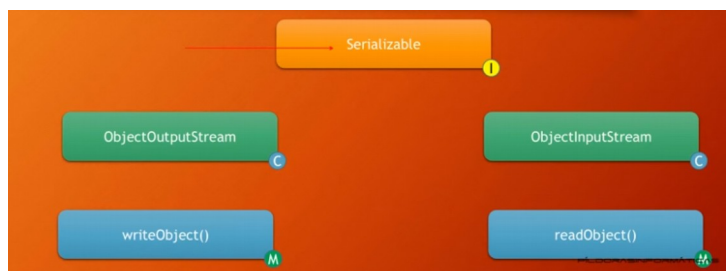 Serializable
I
ObjectOutputStream
C
ObjectInputStream
C
writeObject()
M
readObject()
M